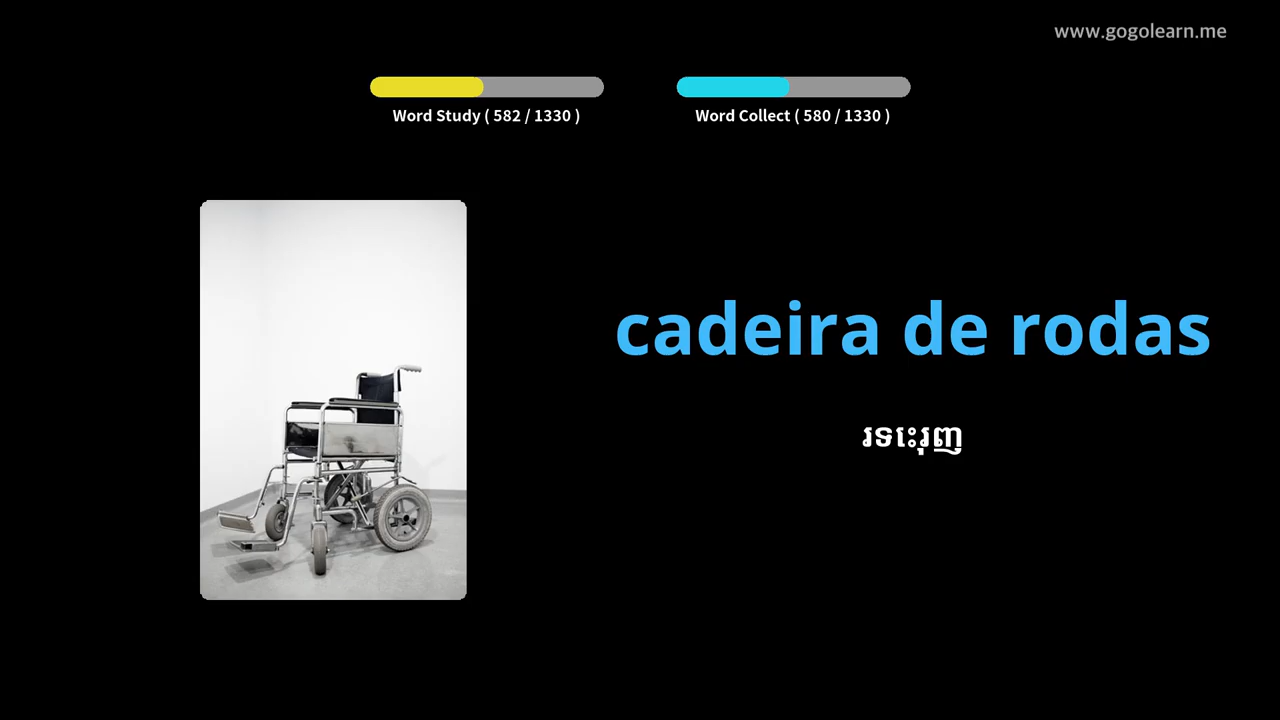 www.gogolearn.me
Word Study ( 582 / 1330 )
Word Collect ( 580 / 1330 )
cadeira de rodas
រទេះរុញ